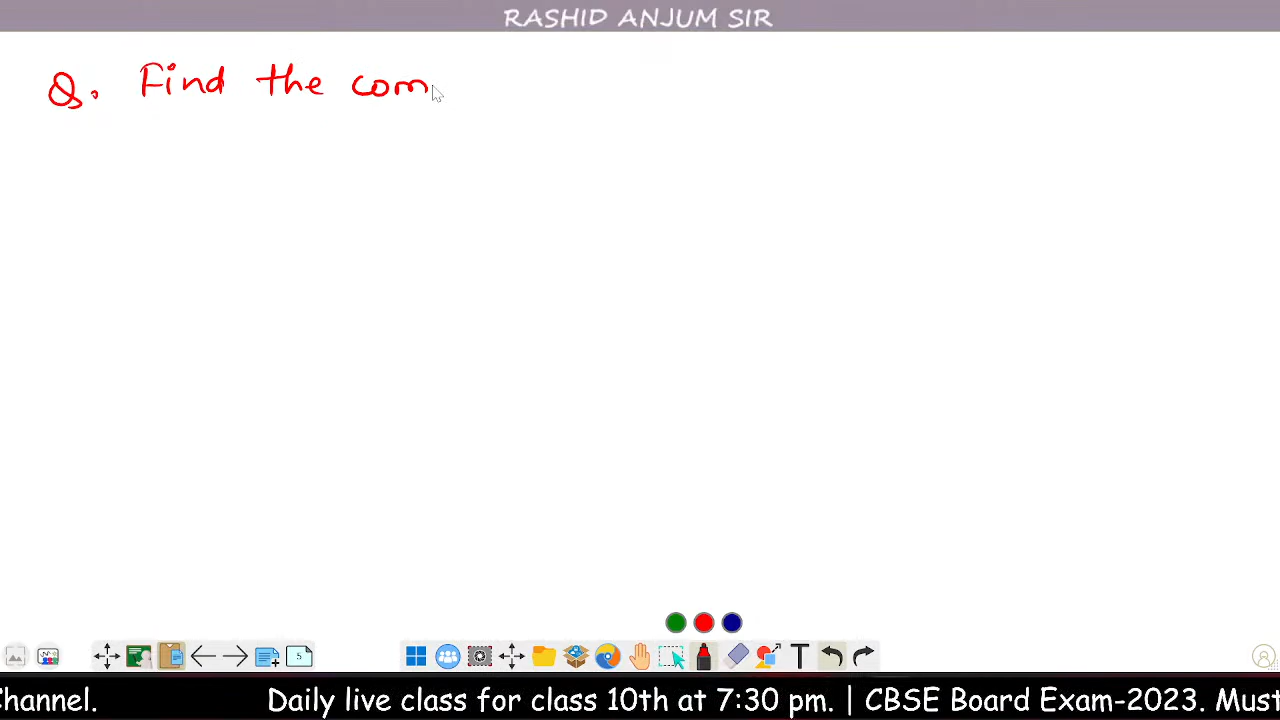 RASHID ANJUM SIR
Q. Find the com
5
T
Channel. Daily live class for class 10th at 7:30 pm. | CBSE Board Exam-2023. Must